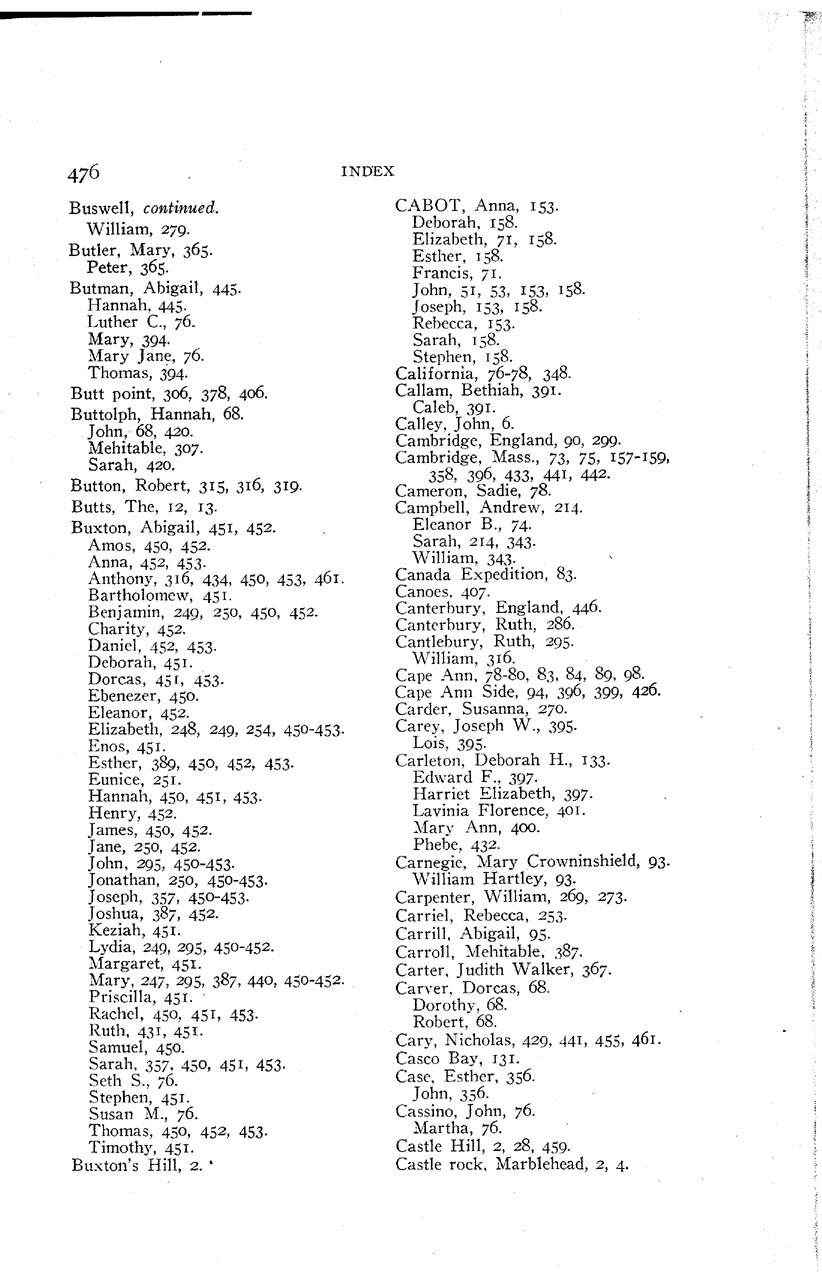 476
INDEX
Buswell, continued.
William, 279.
Butler, Mary, 365.
Peter, 365.
Butman, Abigail, 445.
Hannah, 445.
Luther C., 76.
Mary, 394.
Mary Jane, 76.
Thomas, 394.
Butt point, 306, 378, 406.
Buttolph, Hannah, 68.
John, 68, 420.
Mehitable, 307.
Sarah, 420.
Button, Robert, 315, 316, 319.
Butts, The, 12, 13.
Buxton, Abigail, 451, 452.
Amos, 450, 452.
Anna, 452, 453.
Anthony, 316, 434, 450, 453, 461.
Bartholomew, 451.
Benjamin, 249, 250, 450, 452.
Charity, 452.
Daniel, 452, 453.
Deborah, 451.
Dorcas, 451, 453.
Ebenezer, 450.
Eleanor, 452.
Elizabeth, 248, 249, 254, 450-453.
Enos, 451.
Esther, 389, 450, 452, 453.
Eunice, 251.
Hannah, 450, 451, 453.
Henry, 452.
James, 450, 452.
Jane, 250, 452.
John, 295, 450-453.
Jonathan, 250, 450-453.
Joseph, 357, 450-453.
Joshua, 387, 452.
Keziah, 451.
Lydia, 249, 295, 450-452.
Margaret, 451.
Mary, 247, 295, 387, 440, 450-452.
Priscilla, 451.
Rachel, 450, 451, 453.
Ruth, 431, 451.
Samuel, 450.
Sarah, 357, 450, 451, 453.
Seth S., 76.
Stephen, 451.
Susan M., 76.
Thomas, 450, 452, 453.
Timothy, 451.
Buxton's Hill, 2.
CABOT, Anna, 153.
Deborah, 158.
Elizabeth, 71, 158.
Esther, 158.
Francis, 71.
John, 51, 53, 153, 158.
Joseph, 153, 158.
Rebecca, 153.
Sarah, 158.
Stephen, 158.
California, 76-78, 348.
Callam, Bethiah, 391.
Caleb, 391.
Calley, John, 6.
Cambridge, England, 90, 299.
Cambridge, Mass., 73, 75, 157-159,
358, 396, 433, 441, 442.
Cameron, Sadie, 78.
Campbell, Andrew, 214.
Eleanor B., 74.
Sarah, 214, 343.
William, 343.
Canada Expedition, 83.
Canoes, 407.
Canterbury, England, 446.
Canterbury, Ruth, 286.
Cantlebury, Ruth, 295.
William, 316.
Cape Ann, 78-80, 83, 84, 89, 98.
Cape Ann Side, 94, 396, 399, 426.
Carder, Susanna, 270.
Carey, Joseph W., 395.
Lois, 395.
Carleton, Deborah H., 133.
Edward F., 397.
Harriet Elizabeth, 397.
Lavinia Florence, 401.
Mary Ann, 400.
Phebe, 432.
Carnegie, Mary Crowninshield, 93.
William Hartley, 93.
Carpenter, William, 269, 273.
Carriel, Rebecca, 253.
Carrill, Abigail, 95.
Carroll, Mehitable, 387.
Carter, Judith Walker, 367.
Carver, Dorcas, 68.
Dorothy, 68.
Robert, 68.
Cary, Nicholas, 429, 441, 455, 461.
Casco Bay, 131.
Case, Esther, 356.
John, 356.
Cassino, John, 76.
Martha, 76.
Castle Hill, 2, 28, 459.
Castle rock, Marblehead, 2, 4.